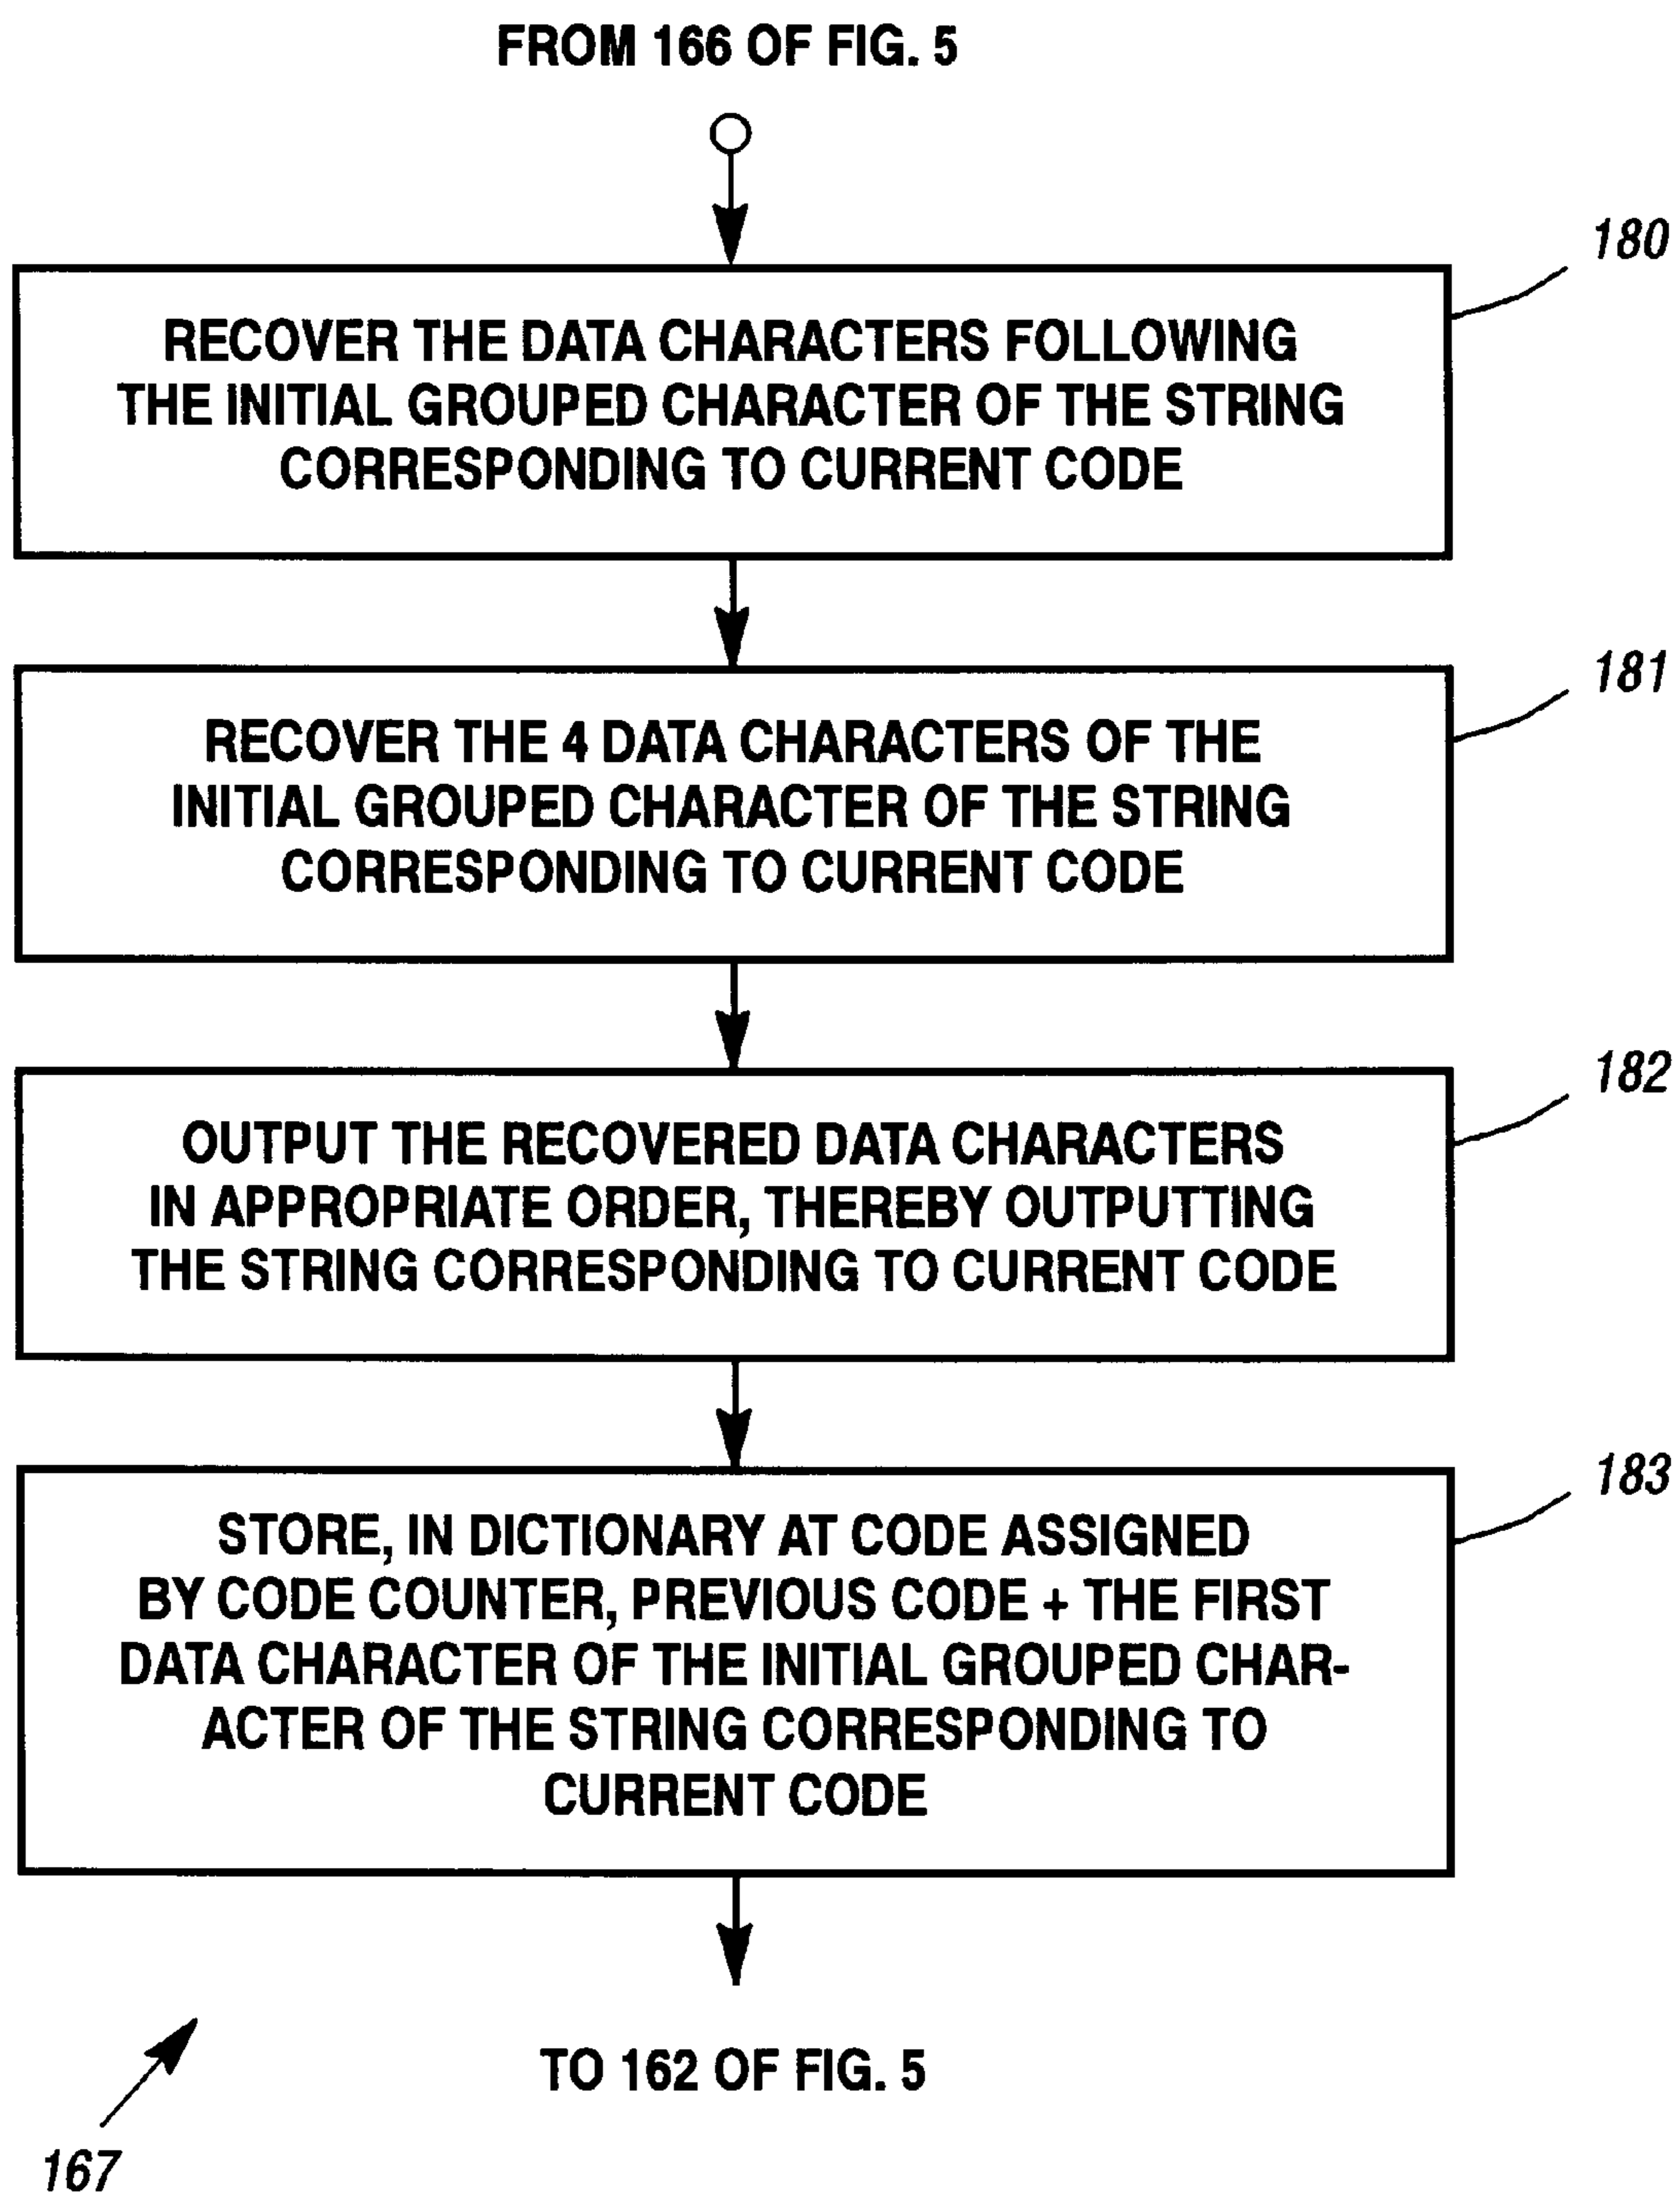 FROM 166 OF FIG. 5
180
RECOVER THE DATA CHARACTERS FOLLOWING
THE INITIAL GROUPED CHARACTER OF THE STRING
CORRESPONDING TO CURRENT CODE
181
RECOVER THE 4 DATA CHARACTERS OF THE
INITIAL GROUPED CHARACTER OF THE STRING
CORRESPONDING TO CURRENT CODE
182
OUTPUT THE RECOVERED DATA CHARACTERS
IN APPROPRIATE ORDER, THEREBY OUTPUTTING
THE STRING CORRESPONDING TO CURRENT CODE
183
STORE, IN DICTIONARY AT CODE ASSIGNED
BY CODE COUNTER, PREVIOUS CODE + THE FIRST
DATA CHARACTER OF THE INITIAL GROUPED CHAR-
ACTER OF THE STRING CORRESPONDING TO
CURRENT CODE
TO 162 OF FIG. 5
167